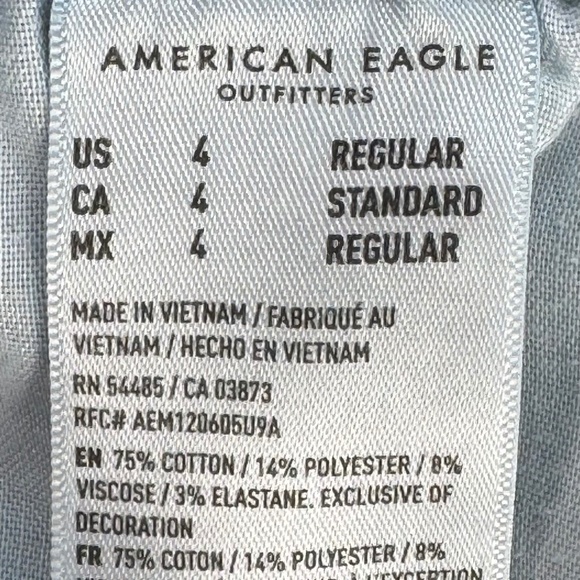 AMERICAN EAGLE
OUTFITTERS
US 4 REGULAR
CA 4 STANDARD
MX 4 REGULAR
MADE IN VIETNAM / FABRIQUÉ AU
VIETNAM / HECHO EN VIETNAM
RN 54485 / CA 03873
RFC# AEM120605U9A
EN 75% COTTON / 14% POLYESTER / 8%
VISCOSE / 3% ELASTANE. EXCLUSIVE OF
DECORATION
FR 75% COTON / 14% POLYESTER / 8%
À L'EXCEPTION